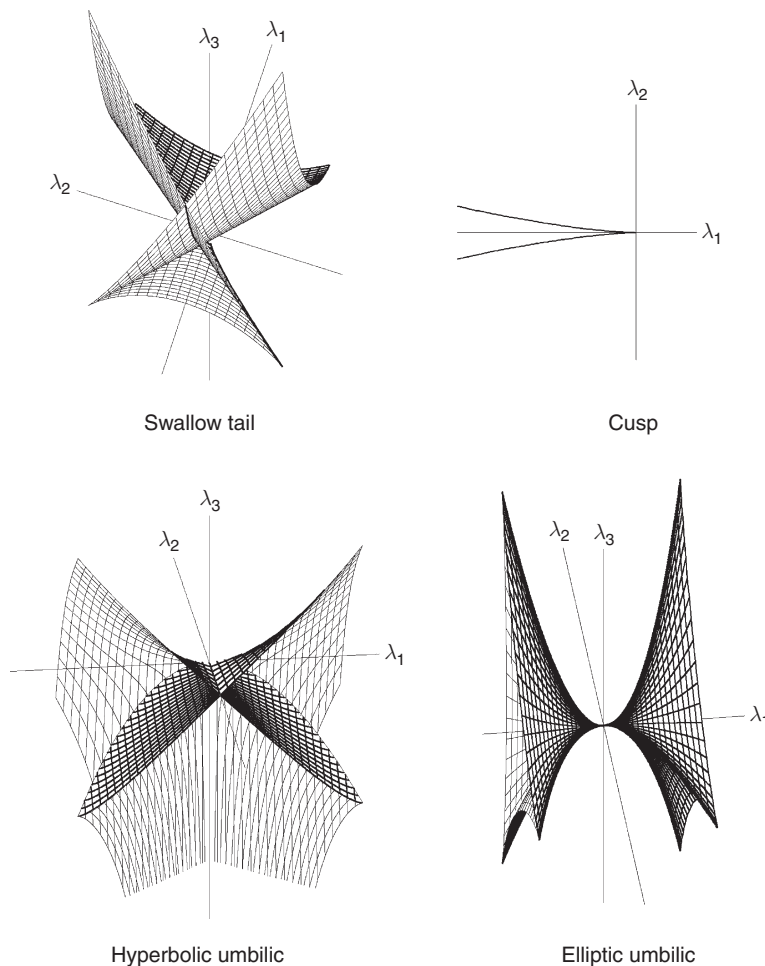 λ3
λ1
λ2
Swallow tail
λ2
λ1
Cusp
λ3
λ2
λ1
Hyperbolic umbilic
λ2
λ3
λ
Elliptic umbilic